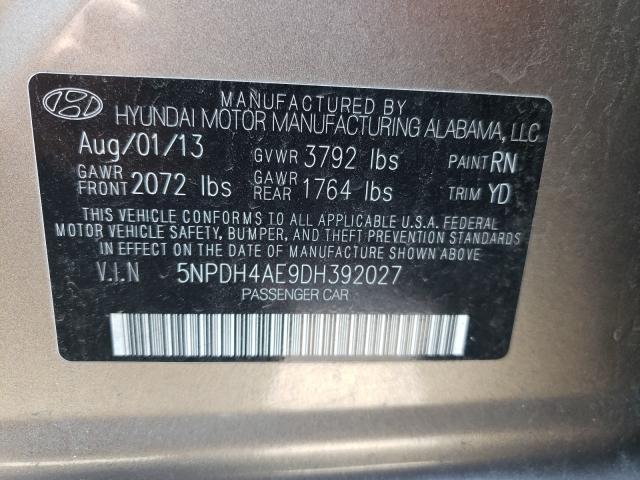 MANUFACTURED BY
HYUNDAI MOTOR MANUFACTURING ALABAMA, LLC
Aug/01/13 GVWR 3792 lbs PAINT RN
GAWR FRONT 2072 lbs GAWR REAR 1764 lbs TRIM YD
THIS VEHICLE CONFORMS TO ALL APPLICABLE U.S.A. FEDERAL
MOTOR VEHICLE SAFETY, BUMPER, AND THEFT PREVENTION STANDARDS
IN EFFECT ON THE DATE OF MANUFACTURE SHOWN ABOVE.
V.I.N 5NPDH4AE9DH392027
PASSENGER CAR